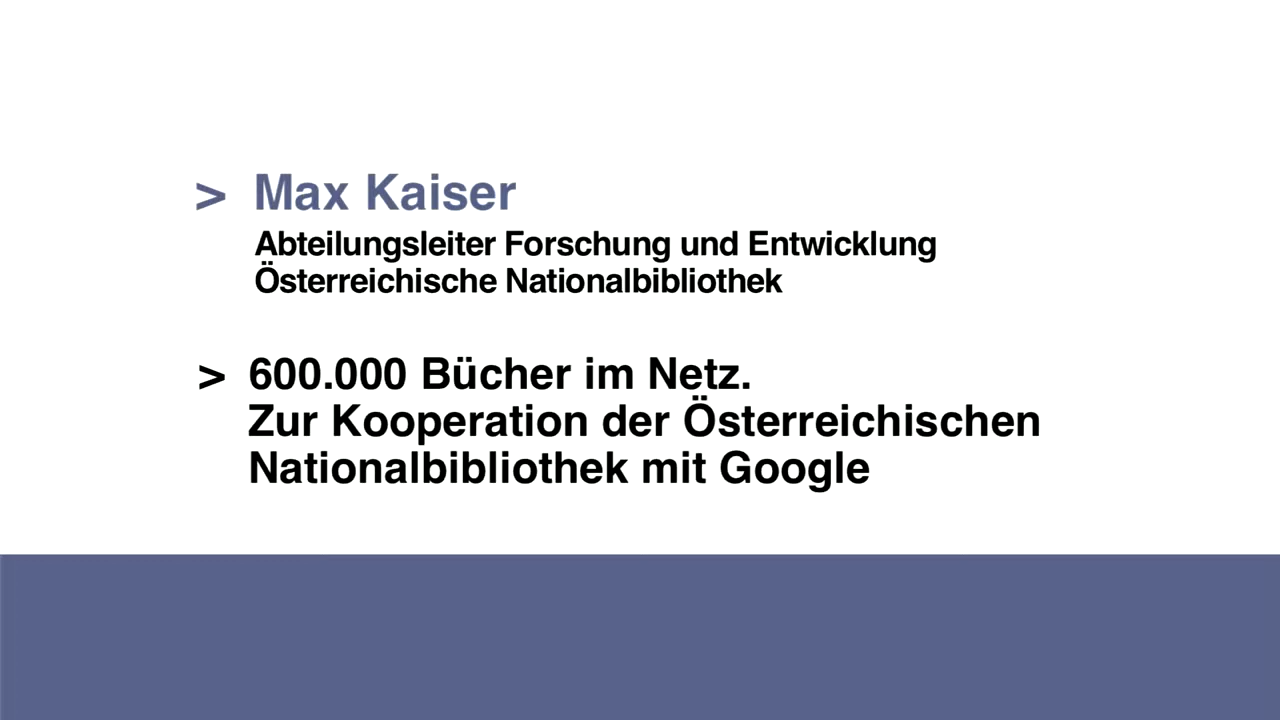 > Max Kaiser
Abteilungsleiter Forschung und Entwicklung
Österreichische Nationalbibliothek
> 600.000 Bücher im Netz.
Zur Kooperation der Österreichischen
Nationalbibliothek mit Google